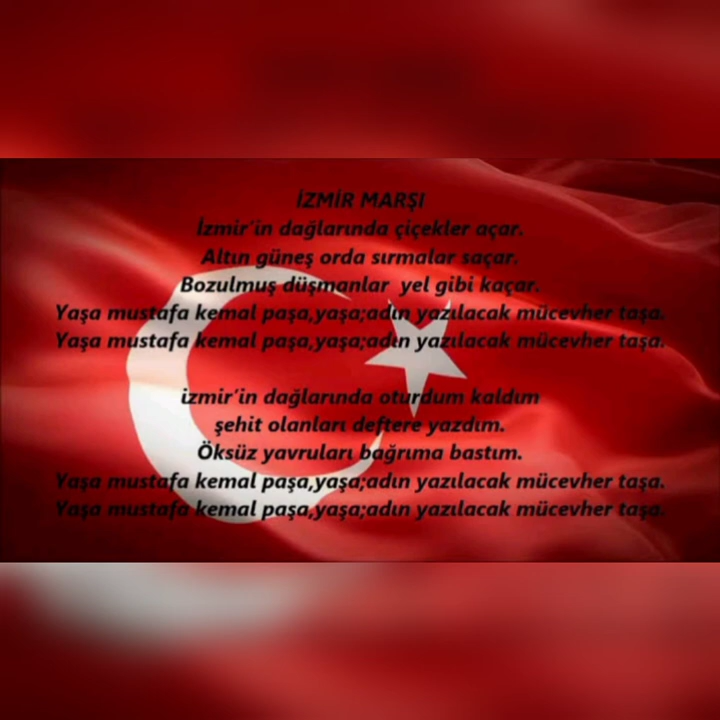 İZMİR MARŞI
İzmir'in dağlarında çiçekler açar.
Altın güneş orda sırmalar saçar.
Bozulmuş düşmanlar yel gibi kaçar.
Yaşa mustafa kemal paşa,yaşa;adın yazılacak mücevher taşa.
Yaşa mustafa kemal paşa,yaşa;adın yazılacak mücevher taşa.
izmir'in dağlarında oturdum kaldım
şehit olanları deftere yazdım.
Öksüz yavruları bağrıma bastım.
Yaşa mustafa kemal paşa,yaşa;adın yazılacak mücevher taşa.
Yaşa mustafa kemal paşa,yaşa;adın yazılacak mücevher taşa.